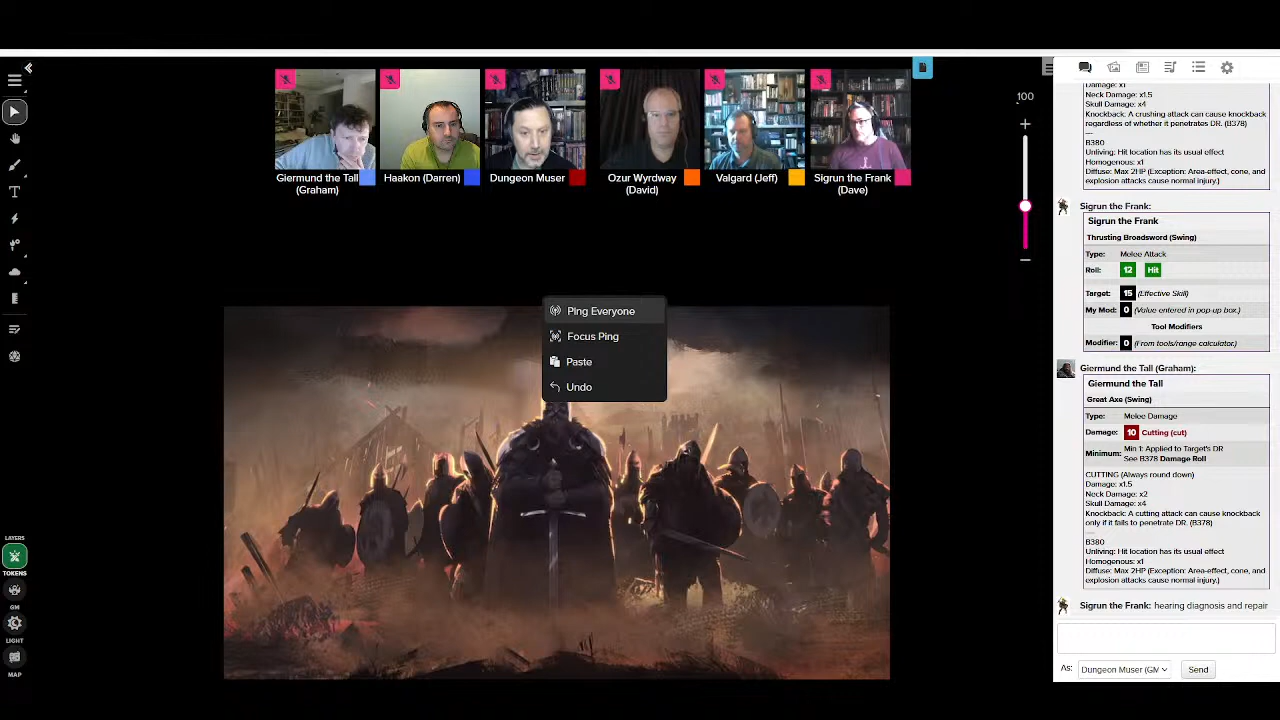 Giermund the Tall
(Graham)
Haakon (Darren)
Dungeon Muser
Ozur Wyrdway
(David)
Valgard (Jeff)
Sigrun the Frank
(Dave)
100
Ping Everyone
Focus Ping
Paste
Undo
LAYERS
TOKENS
GM
LIGHT
MAP
Damage: x1
Neck Damage: x1.5
Skull Damage: x4
Knockback: A crushing attack can cause knockback
regardless of whether it penetrates DR. (B378)
---
B380
Unliving: Hit location has its usual effect
Homogenous: x1
Diffuse: Max 2HP (Exception: Area-effect, cone, and
explosion attacks cause normal injury.)
Sigrun the Frank:
Sigrun the Frank
Thrusting Broadsword (Swing)
Type: Melee Attack
Roll: 12 Hit
Target: 15 (Effective Skill)
My Mod: 0 (Value entered in pop-up box.)
Tool Modifiers
Modifier: 0 (From tools/range calculator.)
Giermund the Tall (Graham):
Giermund the Tall
Great Axe (Swing)
Type: Melee Damage
Damage: 10 Cutting (cut)
Minimum: Min 1: Applied to Target's DR
See B378 Damage Roll
CUTTING (Always round down)
Damage: x1.5
Neck Damage: x2
Skull Damage: x4
Knockback: A cutting attack can cause knockback
only if it fails to penetrate DR. (B378)
---
B380
Unliving: Hit location has its usual effect
Homogenous: x1
Diffuse: Max 2HP (Exception: Area-effect, cone, and
explosion attacks cause normal injury.)
Sigrun the Frank: hearing diagnosis and repair
As: Dungeon Muser (GM Send